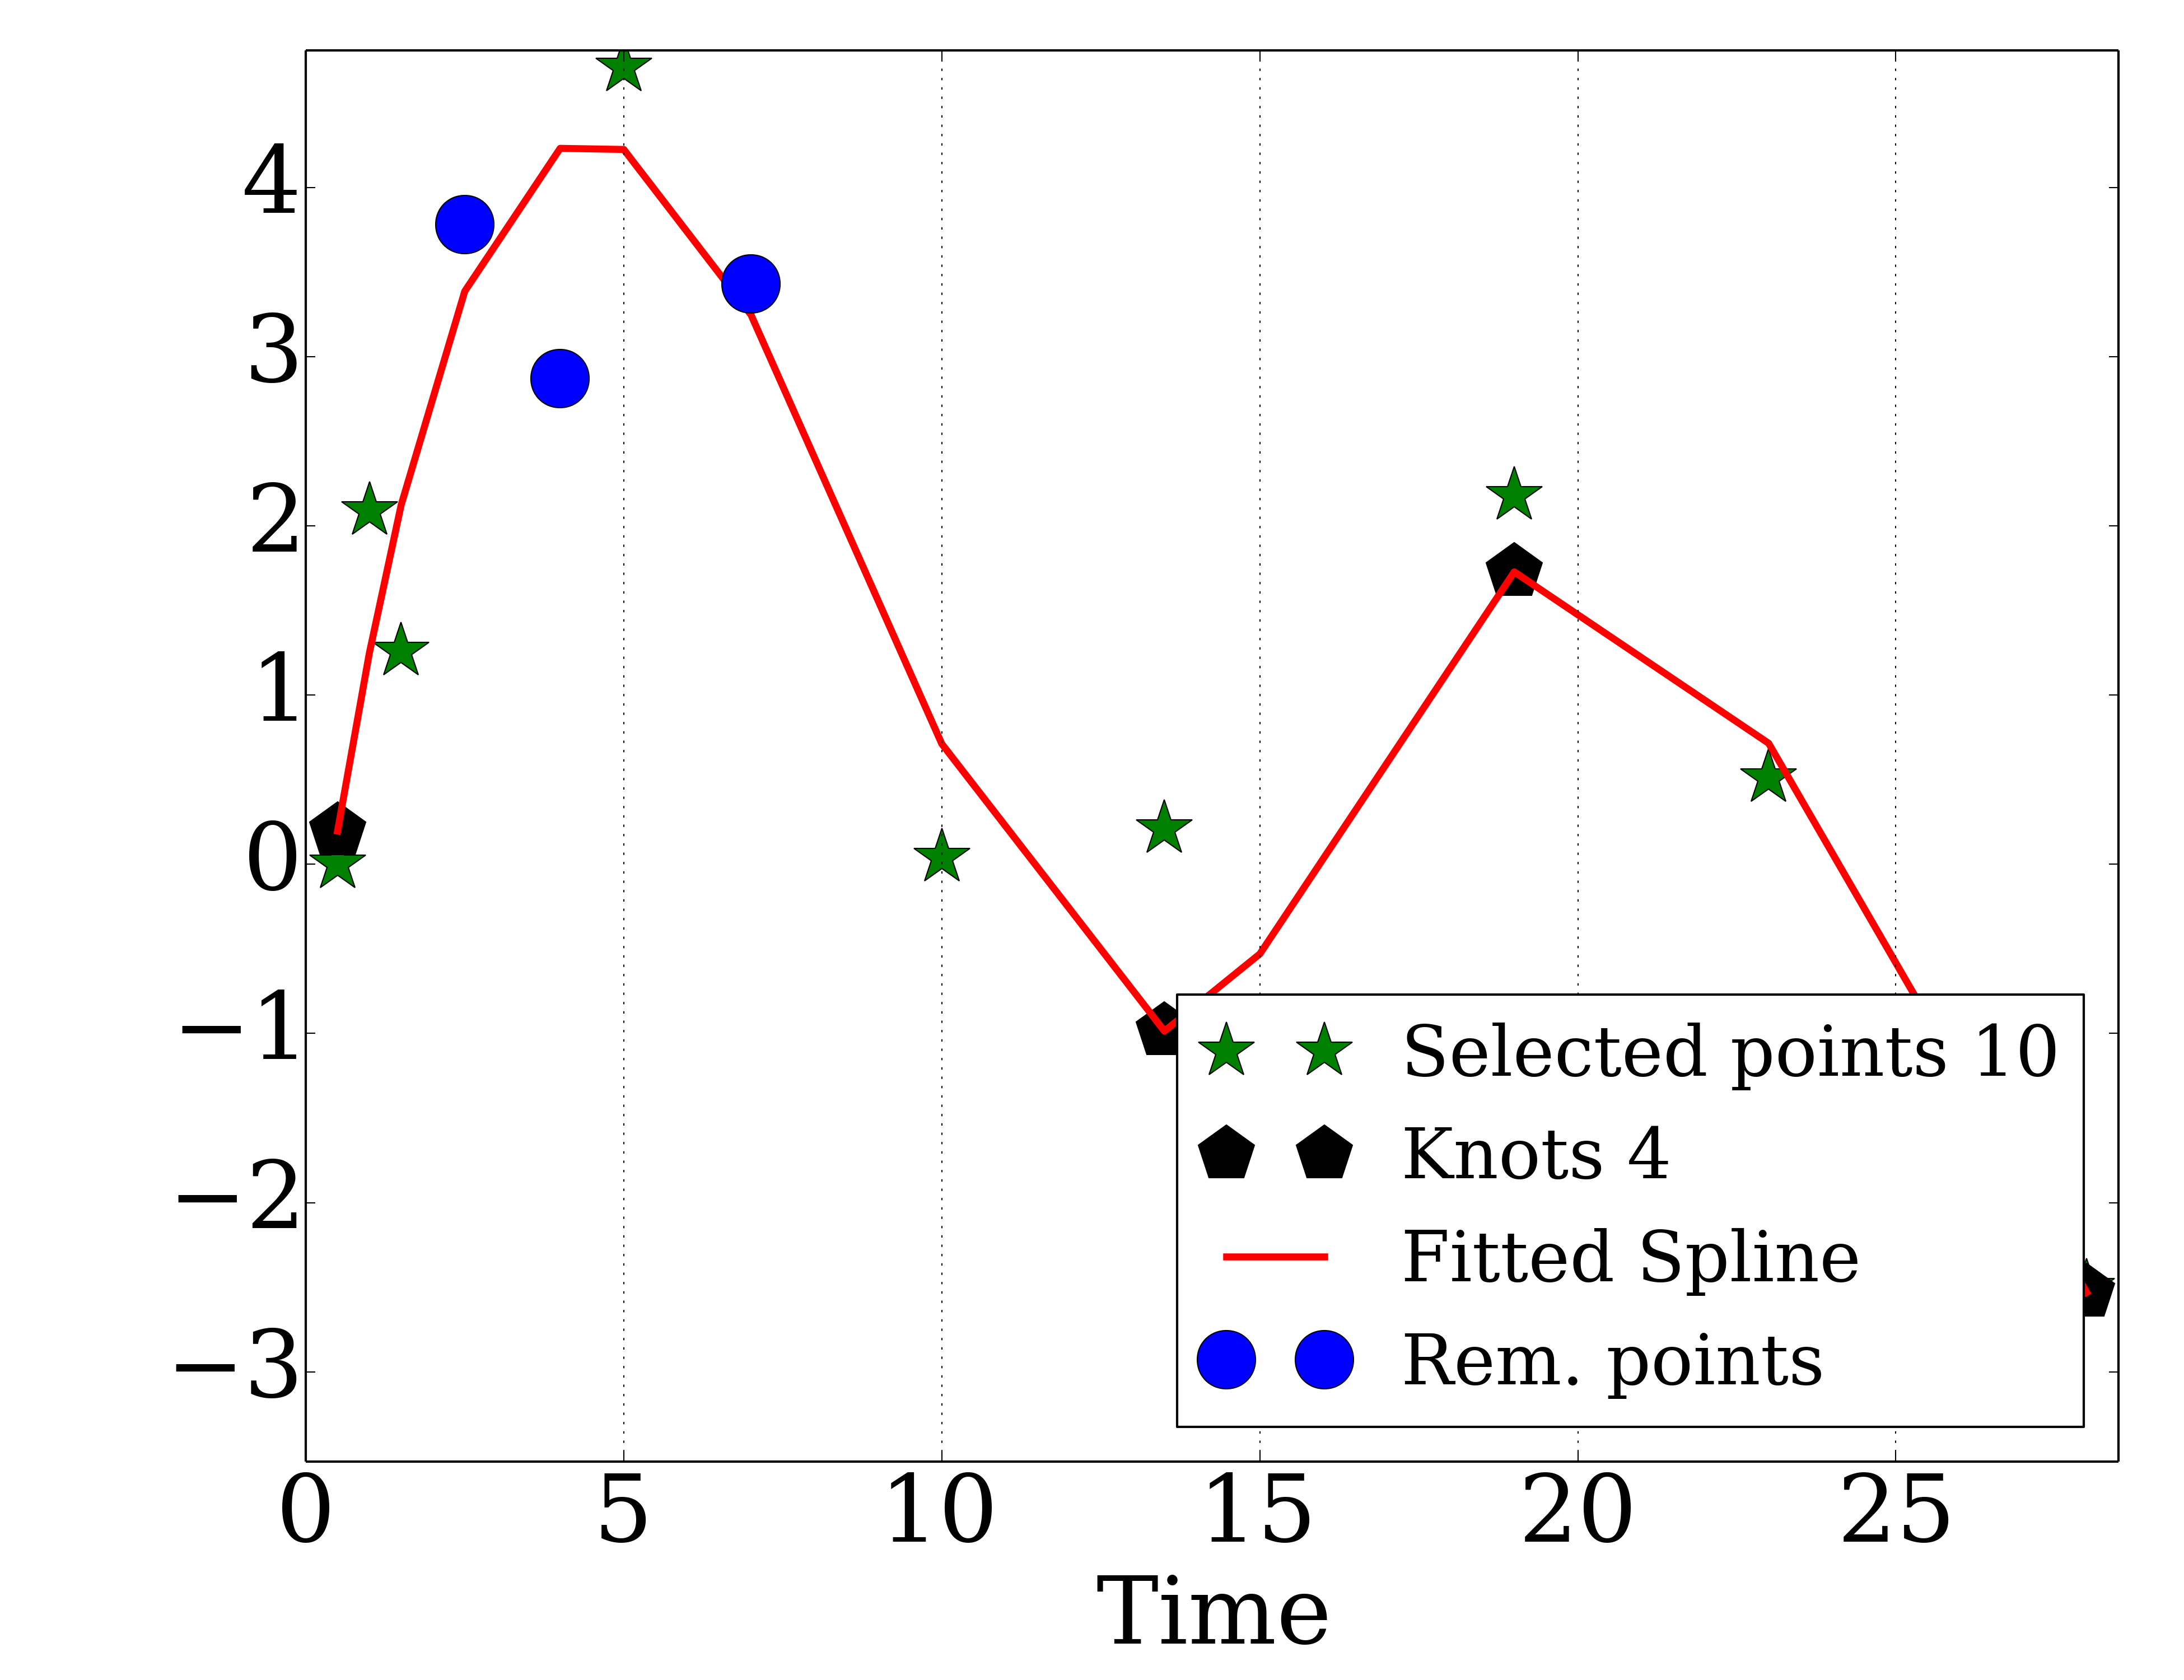 4
3
2
1
0
−1
−2
−3
Selected points 10
Knots 4
Fitted Spline
Rem. points
0 5 10 15 20 25
Time